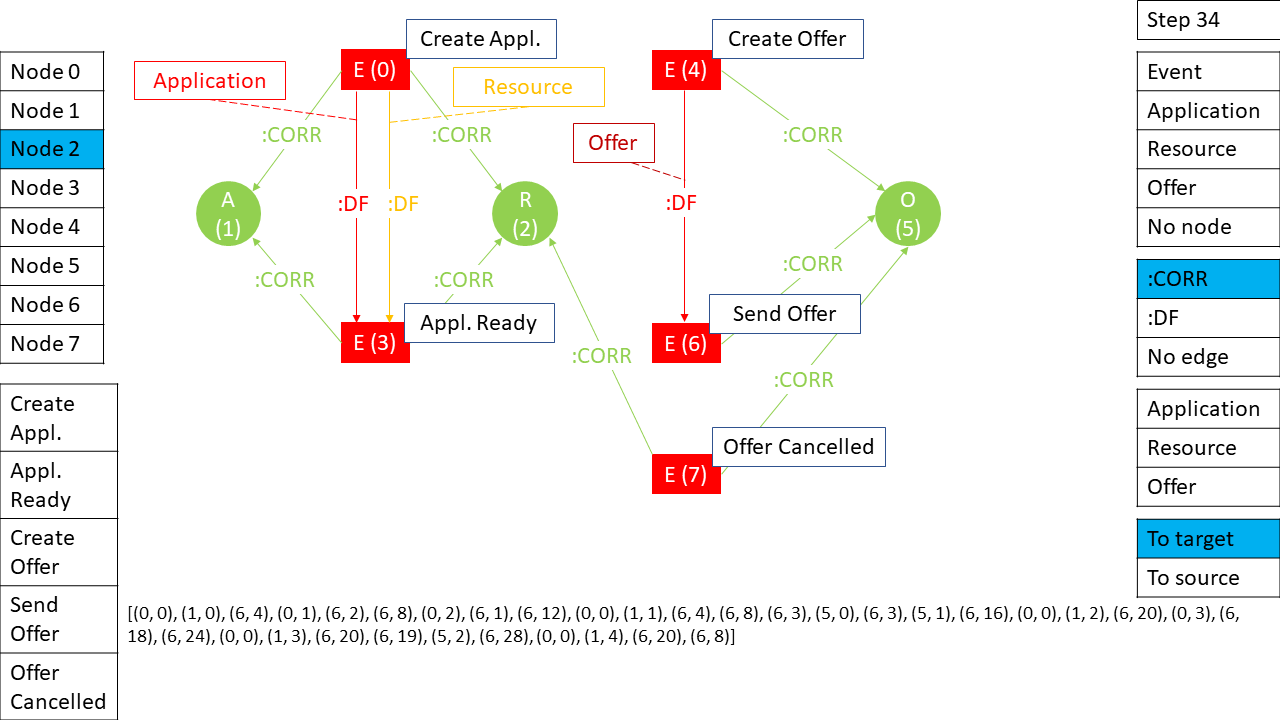 Step 34
Create Appl.
Create Offer
Node 0
Node 1
Node 2
Node 3
Node 4
Node 5
Node 6
Node 7
Create
Appl.
Appl.
Ready
Create
Offer
Send
Offer
Offer
Cancelled
E (0)
E (4)
Application
Resource
:CORR
:CORR
Offer
:CORR
A
(1)
:DF
:DF
R
(2)
:DF
O
(5)
:CORR
:CORR
:CORR
Appl. Ready
Send Offer
E (3)
E (6)
:CORR
:CORR
Offer Cancelled
E (7)
Event
Application
Resource
Offer
No node
:CORR
:DF
No edge
Application
Resource
Offer
To target
To source
[(0, 0), (1, 0), (6, 4), (0, 1), (6, 2), (6, 8), (0, 2), (6, 1), (6, 12), (0, 0), (1, 1), (6, 4), (6, 8), (6, 3), (5, 0), (6, 3), (5, 1), (6, 16), (0, 0), (1, 2), (6, 20), (0, 3), (6,
18), (6, 24), (0, 0), (1, 3), (6, 20), (6, 19), (5, 2), (6, 28), (0, 0), (1, 4), (6, 20), (6, 8)]